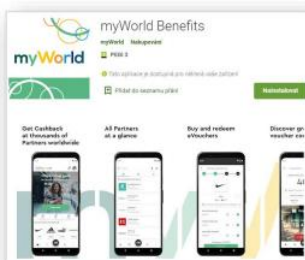 myWorld Benefits
myWorld Nakupování
PEGI 3
Tato aplikace je dostupná pro některá vaše zařízení
Přidat do seznamu přání
Nainstalovat
myWorld
Get Cashback
at thousands of
Partners worldwide
All Partners
at a glance
Buy and redeem
eVouchers
Discover gr
voucher co